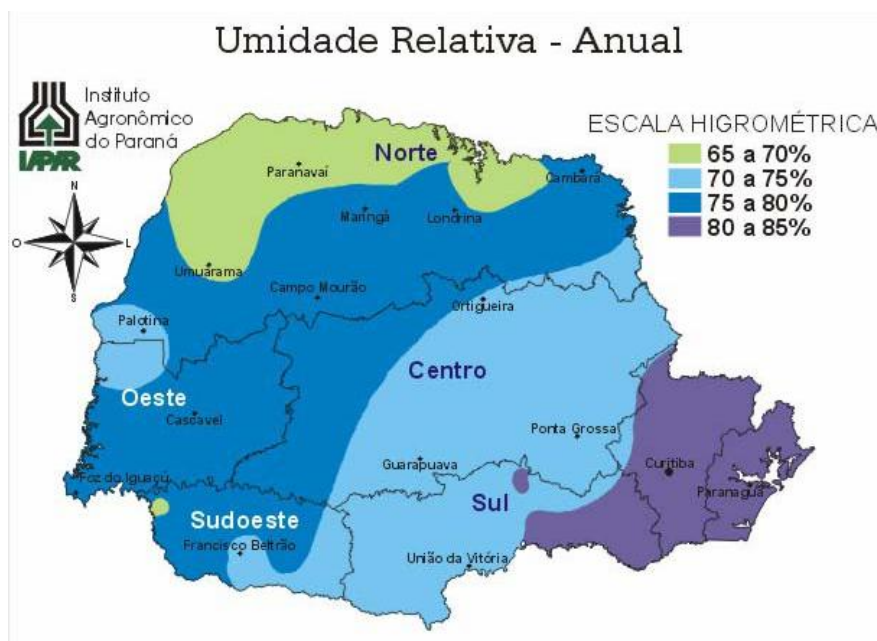 Umidade Relativa - Anual
Instituto
Agronômico
do Paraná
IAPAR
N
O
L
S
ESCALA HIGROMÉTRICA
65 a 70%
70 a 75%
75 a 80%
80 a 85%
Norte
Paranavaí
Cambará
Maringá
Londrina
Umuarama
Campo Mourão
Ortigueira
Palotina
Centro
Oeste
Cascavel
Ponta Grossa
Guarapuava
Curitiba
Foz do Iguaçú
Paranaguá
Sul
Sudoeste
Francisco Beltrão
União da Vitória